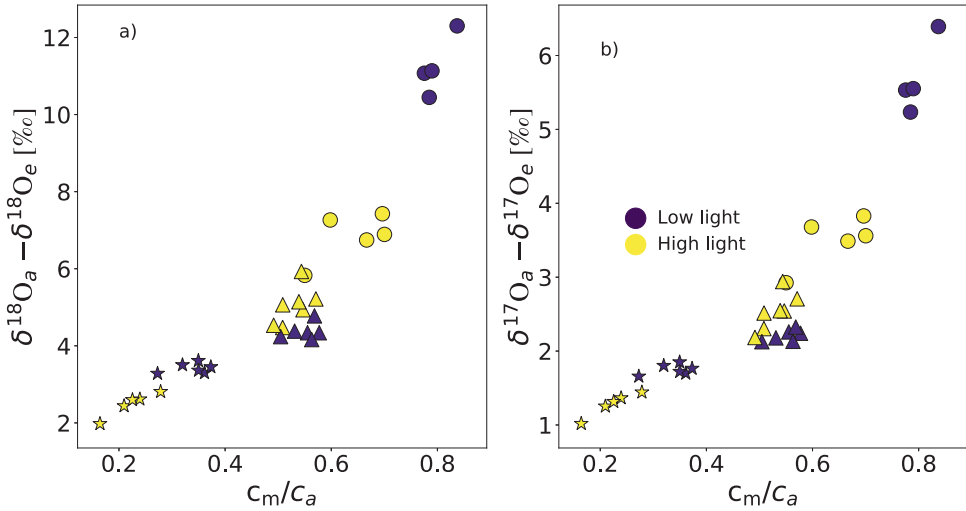 a)
12
10
8
6
4
2
δ¹⁸Oₐ − δ¹⁸Oₑ [‰]
0.2 0.4 0.6 0.8
cₘ/cₐ
b)
6
5
4
3
2
1
δ¹⁷Oₐ − δ¹⁷Oₑ [‰]
Low light
High light
0.2 0.4 0.6 0.8
cₘ/cₐ